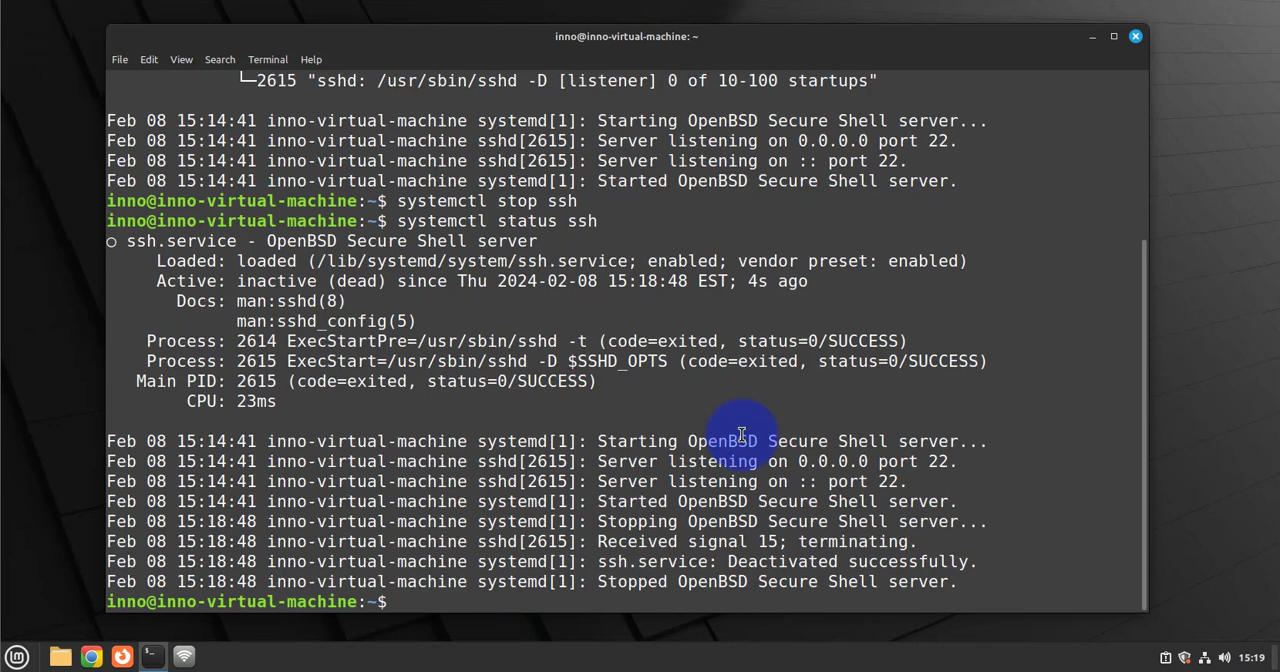 inno@inno-virtual-machine: ~
File Edit View Search Terminal Help
└─2615 "sshd: /usr/sbin/sshd -D [listener] 0 of 10-100 startups"
Feb 08 15:14:41 inno-virtual-machine systemd[1]: Starting OpenBSD Secure Shell server...
Feb 08 15:14:41 inno-virtual-machine sshd[2615]: Server listening on 0.0.0.0 port 22.
Feb 08 15:14:41 inno-virtual-machine sshd[2615]: Server listening on :: port 22.
Feb 08 15:14:41 inno-virtual-machine systemd[1]: Started OpenBSD Secure Shell server.
inno@inno-virtual-machine:~$ systemctl stop ssh
inno@inno-virtual-machine:~$ systemctl status ssh
○ ssh.service - OpenBSD Secure Shell server
Loaded: loaded (/lib/systemd/system/ssh.service; enabled; vendor preset: enabled)
Active: inactive (dead) since Thu 2024-02-08 15:18:48 EST; 4s ago
Docs: man:sshd(8)
man:sshd_config(5)
Process: 2614 ExecStartPre=/usr/sbin/sshd -t (code=exited, status=0/SUCCESS)
Process: 2615 ExecStart=/usr/sbin/sshd -D $SSHD_OPTS (code=exited, status=0/SUCCESS)
Main PID: 2615 (code=exited, status=0/SUCCESS)
CPU: 23ms
Feb 08 15:14:41 inno-virtual-machine systemd[1]: Starting OpenBSD Secure Shell server...
Feb 08 15:14:41 inno-virtual-machine sshd[2615]: Server listening on 0.0.0.0 port 22.
Feb 08 15:14:41 inno-virtual-machine sshd[2615]: Server listening on :: port 22.
Feb 08 15:14:41 inno-virtual-machine systemd[1]: Started OpenBSD Secure Shell server.
Feb 08 15:18:48 inno-virtual-machine systemd[1]: Stopping OpenBSD Secure Shell server...
Feb 08 15:18:48 inno-virtual-machine sshd[2615]: Received signal 15; terminating.
Feb 08 15:18:48 inno-virtual-machine systemd[1]: ssh.service: Deactivated successfully.
Feb 08 15:18:48 inno-virtual-machine systemd[1]: Stopped OpenBSD Secure Shell server.
inno@inno-virtual-machine:~$
15:19